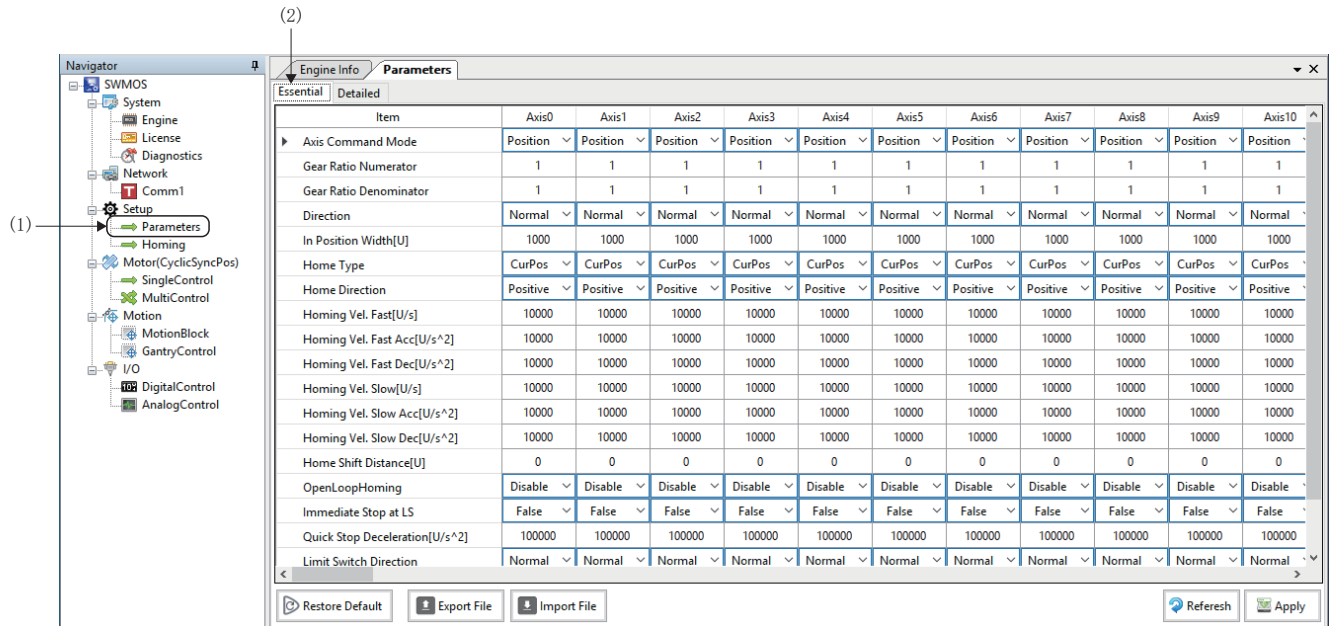 (2)
(1)
Navigator
SWMOS
System
Engine
License
Diagnostics
Network
Comm1
Setup
Parameters
Homing
Motor(CyclicSyncPos)
SingleControl
MultiControl
Motion
MotionBlock
GantryControl
I/O
DigitalControl
AnalogControl
Engine Info Parameters
Essential Detailed
Item Axis0 Axis1 Axis2 Axis3 Axis4 Axis5 Axis6 Axis7 Axis8 Axis9 Axis10
Axis Command Mode Position Position Position Position Position Position Position Position Position Position Position
Gear Ratio Numerator 1 1 1 1 1 1 1 1 1 1 1
Gear Ratio Denominator 1 1 1 1 1 1 1 1 1 1 1
Direction Normal Normal Normal Normal Normal Normal Normal Normal Normal Normal Normal
In Position Width[U] 1000 1000 1000 1000 1000 1000 1000 1000 1000 1000 1000
Home Type CurPos CurPos CurPos CurPos CurPos CurPos CurPos CurPos CurPos CurPos CurPos
Home Direction Positive Positive Positive Positive Positive Positive Positive Positive Positive Positive Positive
Homing Vel. Fast[U/s] 10000 10000 10000 10000 10000 10000 10000 10000 10000 10000 10000
Homing Vel. Fast Acc[U/s^2] 10000 10000 10000 10000 10000 10000 10000 10000 10000 10000 10000
Homing Vel. Fast Dec[U/s^2] 10000 10000 10000 10000 10000 10000 10000 10000 10000 10000 10000
Homing Vel. Slow[U/s] 10000 10000 10000 10000 10000 10000 10000 10000 10000 10000 10000
Homing Vel. Slow Acc[U/s^2] 10000 10000 10000 10000 10000 10000 10000 10000 10000 10000 10000
Homing Vel. Slow Dec[U/s^2] 10000 10000 10000 10000 10000 10000 10000 10000 10000 10000 10000
Home Shift Distance[U] 0 0 0 0 0 0 0 0 0 0 0
OpenLoopHoming Disable Disable Disable Disable Disable Disable Disable Disable Disable Disable Disable
Immediate Stop at LS False False False False False False False False False False False
Quick Stop Deceleration[U/s^2] 100000 100000 100000 100000 100000 100000 100000 100000 100000 100000 100000
Limit Switch Direction Normal Normal Normal Normal Normal Normal Normal Normal Normal Normal Normal
Restore Default Export File Import File Referesh Apply